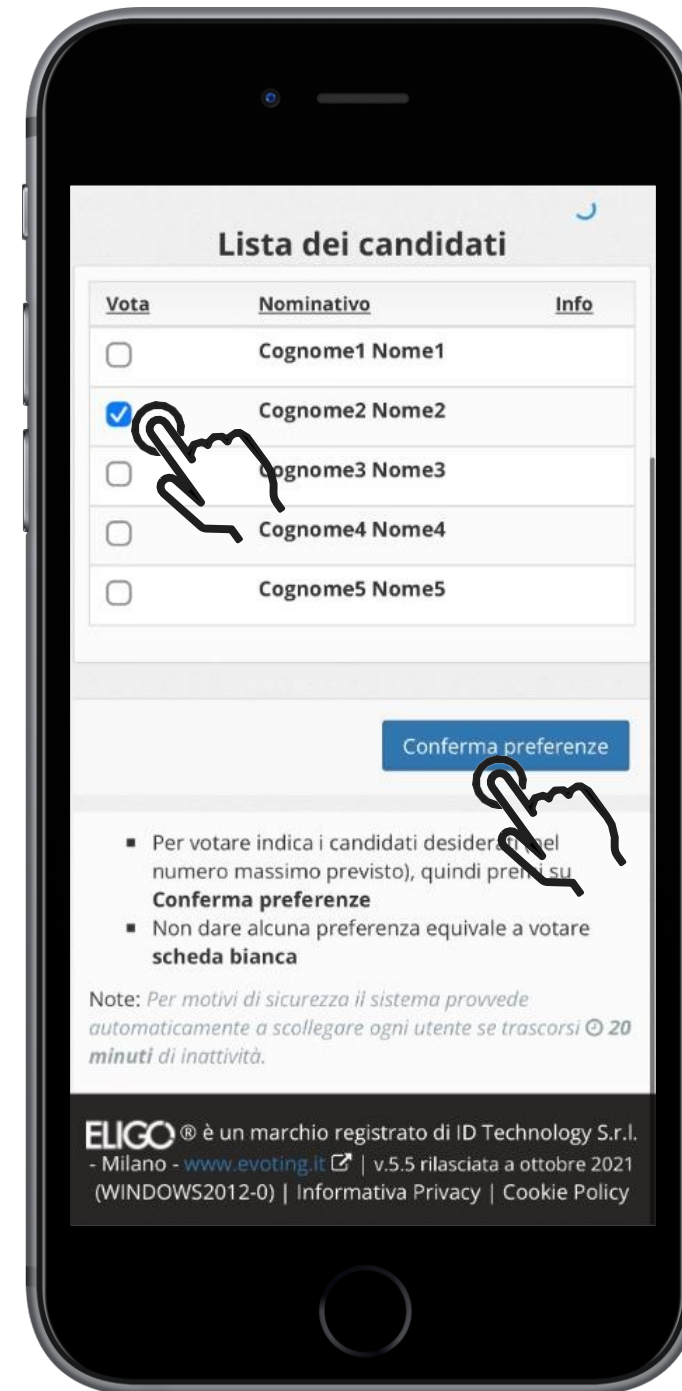 Lista dei candidati
Vota Nominativo Info
Cognome1 Nome1
Cognome2 Nome2
Cognome3 Nome3
Cognome4 Nome4
Cognome5 Nome5
Conferma preferenze
▪ Per votare indica i candidati desiderati (nel
numero massimo previsto), quindi premi su
Conferma preferenze
▪ Non dare alcuna preferenza equivale a votare
scheda bianca
Note: Per motivi di sicurezza il sistema provvede
automaticamente a scollegare ogni utente se trascorsi 20
minuti di inattività.
ELIGO ® è un marchio registrato di ID Technology S.r.l.
- Milano - www.evoting.it | v.5.5 rilasciata a ottobre 2021
(WINDOWS2012-0) | Informativa Privacy | Cookie Policy